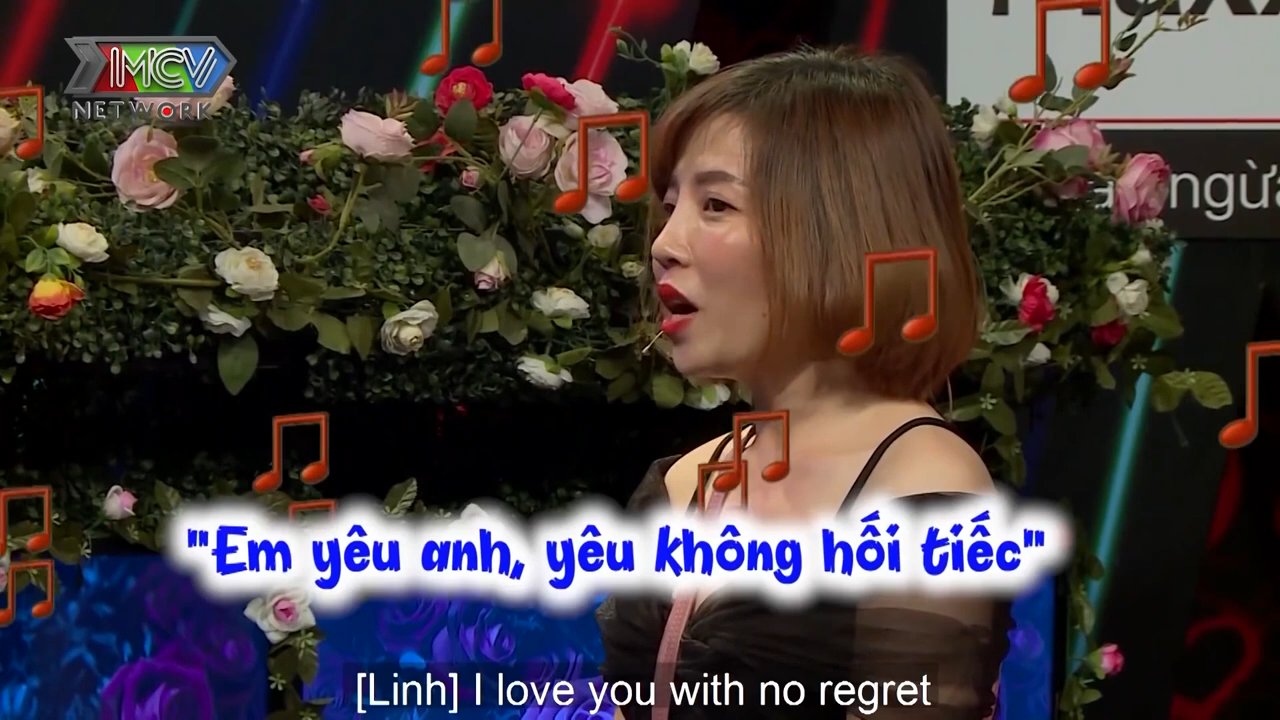 MCV
NETWORK
ngừa
"Em yêu anh, yêu không hối tiếc"
[Linh] I love you with no regret